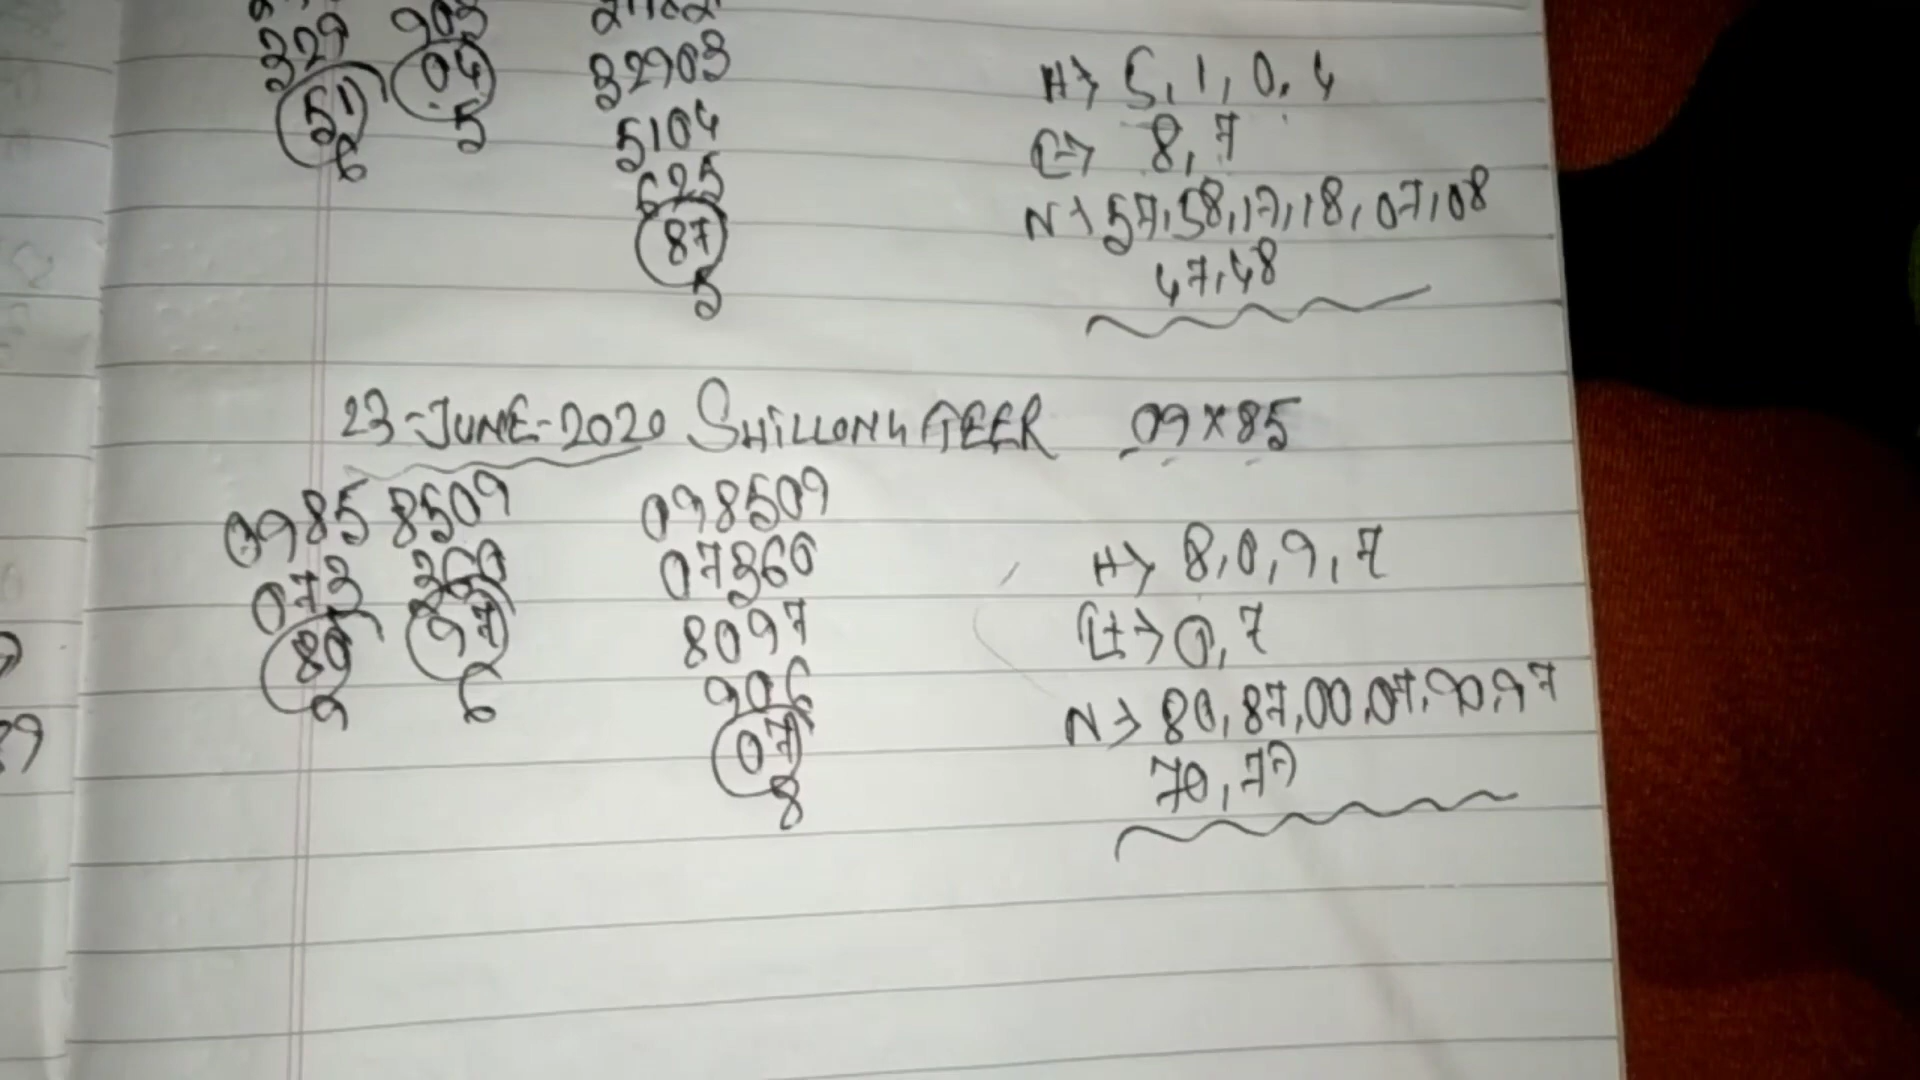 329 903 32903
51 04 5104
6 5 625
87
5
H→ 5, 1, 0, 4
E→ 8, 7
N→ 57, 58, 17, 18, 07, 08
47, 48
23-JUNE-2020 SHILLONG TEER 09×85
0985 8509 098509
073 360 07360
80 97 8097
9 6 906
07
8
H→ 8, 0, 9, 7
E→ 0, 7
N→ 80, 87, 00, 07, 90, 97
70, 77